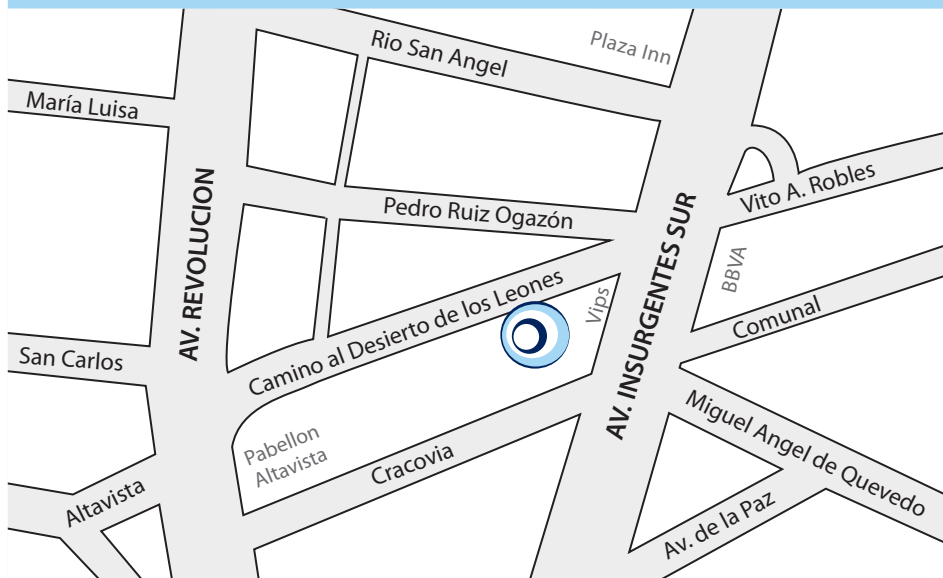 Plaza Inn
Rio San Angel
María Luisa
AV. REVOLUCION
Pedro Ruiz Ogazón
AV. INSURGENTES SUR
Vito A. Robles
BBVA
Camino al Desierto de los Leones
Vips
Comunal
San Carlos
Pabellon
Altavista
Cracovia
Miguel Angel de Quevedo
Altavista
Av. de la Paz